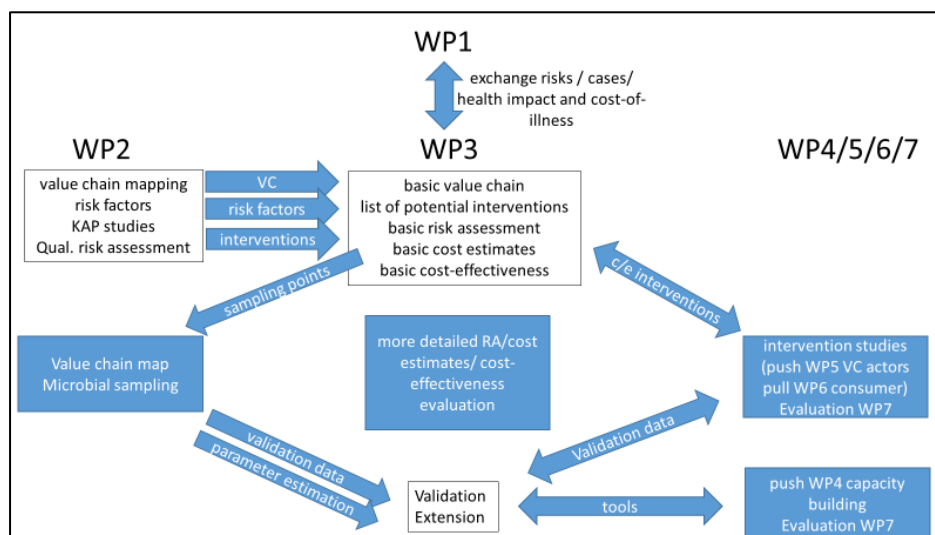 WP1
exchange risks / cases/
health impact and cost-of-
illness
WP2
WP3
WP4/5/6/7
value chain mapping
risk factors
KAP studies
Qual. risk assessment
VC
risk factors
interventions
basic value chain
list of potential interventions
basic risk assessment
basic cost estimates
basic cost-effectiveness
sampling points
c/e interventions
Value chain map
Microbial sampling
more detailed RA/cost
estimates/ cost-
effectiveness
evaluation
intervention studies
(push WP5 VC actors
pull WP6 consumer)
Evaluation WP7
validation data
parameter estimation
Validation data
Validation
Extension
tools
push WP4 capacity
building
Evaluation WP7